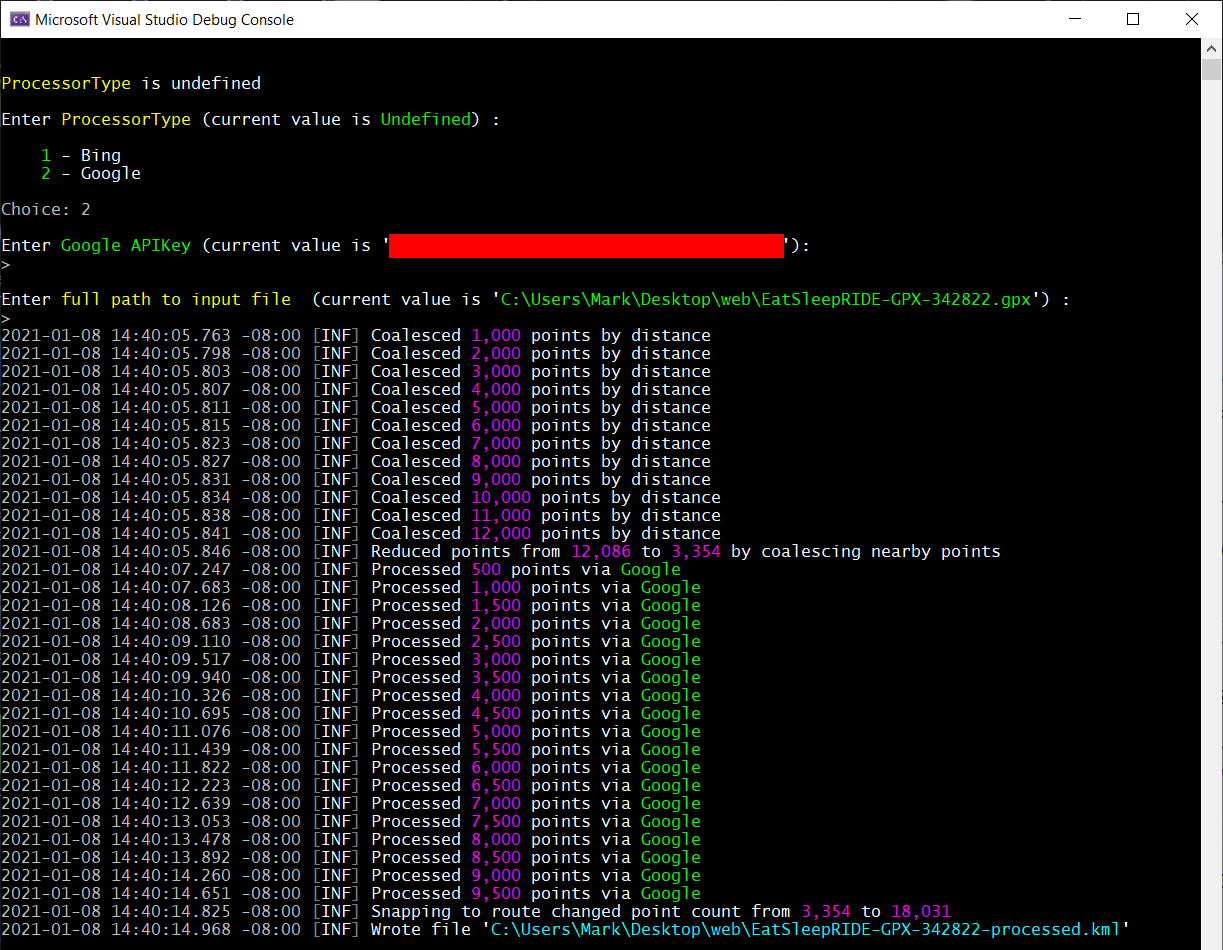 Microsoft Visual Studio Debug Console
ProcessorType is undefined
Enter ProcessorType (current value is Undefined) :
1 - Bing
2 - Google
Choice: 2
Enter Google APIKey (current value is ''):
>
Enter full path to input file  (current value is 'C:\Users\Mark\Desktop\web\EatSleepRIDE-GPX-342822.gpx') :
>
2021-01-08 14:40:05.763 -08:00 [INF] Coalesced 1,000 points by distance
2021-01-08 14:40:05.798 -08:00 [INF] Coalesced 2,000 points by distance
2021-01-08 14:40:05.803 -08:00 [INF] Coalesced 3,000 points by distance
2021-01-08 14:40:05.807 -08:00 [INF] Coalesced 4,000 points by distance
2021-01-08 14:40:05.811 -08:00 [INF] Coalesced 5,000 points by distance
2021-01-08 14:40:05.815 -08:00 [INF] Coalesced 6,000 points by distance
2021-01-08 14:40:05.823 -08:00 [INF] Coalesced 7,000 points by distance
2021-01-08 14:40:05.827 -08:00 [INF] Coalesced 8,000 points by distance
2021-01-08 14:40:05.831 -08:00 [INF] Coalesced 9,000 points by distance
2021-01-08 14:40:05.834 -08:00 [INF] Coalesced 10,000 points by distance
2021-01-08 14:40:05.838 -08:00 [INF] Coalesced 11,000 points by distance
2021-01-08 14:40:05.841 -08:00 [INF] Coalesced 12,000 points by distance
2021-01-08 14:40:05.846 -08:00 [INF] Reduced points from 12,086 to 3,354 by coalescing nearby points
2021-01-08 14:40:07.247 -08:00 [INF] Processed 500 points via Google
2021-01-08 14:40:07.683 -08:00 [INF] Processed 1,000 points via Google
2021-01-08 14:40:08.126 -08:00 [INF] Processed 1,500 points via Google
2021-01-08 14:40:08.683 -08:00 [INF] Processed 2,000 points via Google
2021-01-08 14:40:09.110 -08:00 [INF] Processed 2,500 points via Google
2021-01-08 14:40:09.517 -08:00 [INF] Processed 3,000 points via Google
2021-01-08 14:40:09.940 -08:00 [INF] Processed 3,500 points via Google
2021-01-08 14:40:10.326 -08:00 [INF] Processed 4,000 points via Google
2021-01-08 14:40:10.695 -08:00 [INF] Processed 4,500 points via Google
2021-01-08 14:40:11.076 -08:00 [INF] Processed 5,000 points via Google
2021-01-08 14:40:11.439 -08:00 [INF] Processed 5,500 points via Google
2021-01-08 14:40:11.822 -08:00 [INF] Processed 6,000 points via Google
2021-01-08 14:40:12.223 -08:00 [INF] Processed 6,500 points via Google
2021-01-08 14:40:12.639 -08:00 [INF] Processed 7,000 points via Google
2021-01-08 14:40:13.053 -08:00 [INF] Processed 7,500 points via Google
2021-01-08 14:40:13.478 -08:00 [INF] Processed 8,000 points via Google
2021-01-08 14:40:13.892 -08:00 [INF] Processed 8,500 points via Google
2021-01-08 14:40:14.260 -08:00 [INF] Processed 9,000 points via Google
2021-01-08 14:40:14.651 -08:00 [INF] Processed 9,500 points via Google
2021-01-08 14:40:14.825 -08:00 [INF] Snapping to route changed point count from 3,354 to 18,031
2021-01-08 14:40:14.968 -08:00 [INF] Wrote file 'C:\Users\Mark\Desktop\web\EatSleepRIDE-GPX-342822-processed.kml'